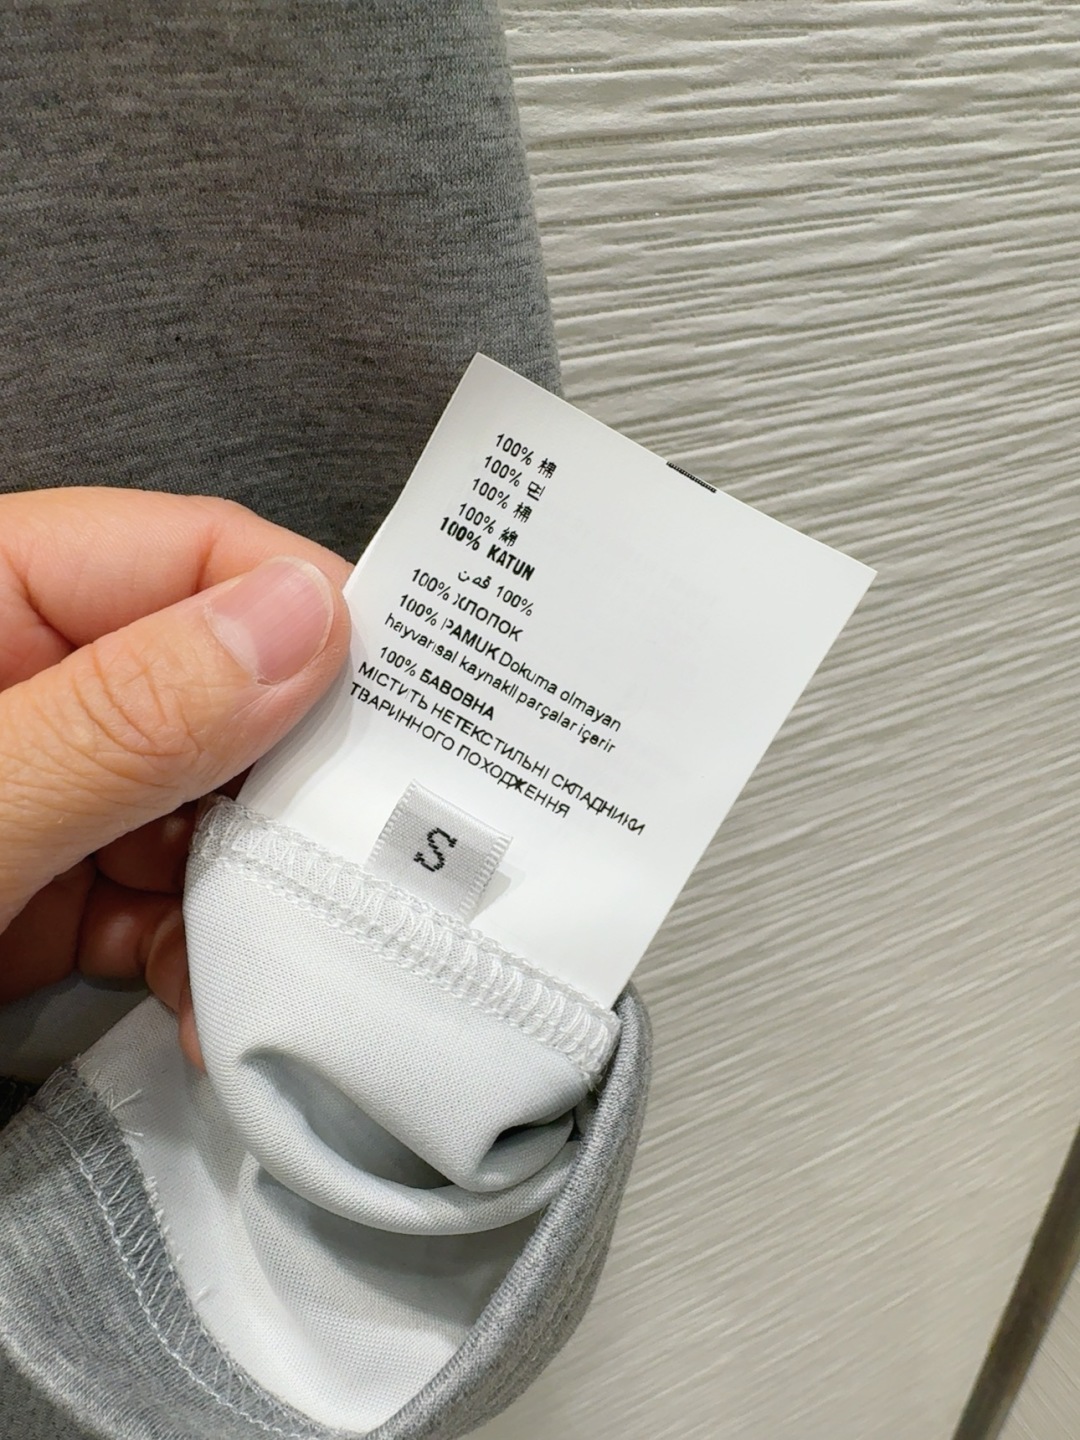 100% 棉
100% 면
100% 棉
100% 綿
100% KATUN
100% قطن
100% ХЛОПОК
100% PAMUK Dokuma olmayan
hayvansal kaynakli parçalar içerir
100% БАВОВНА
МІСТИТЬ НЕТЕКСТИЛЬНІ СКЛАДНИКИ
ТВАРИННОГО ПОХОДЖЕННЯ
S